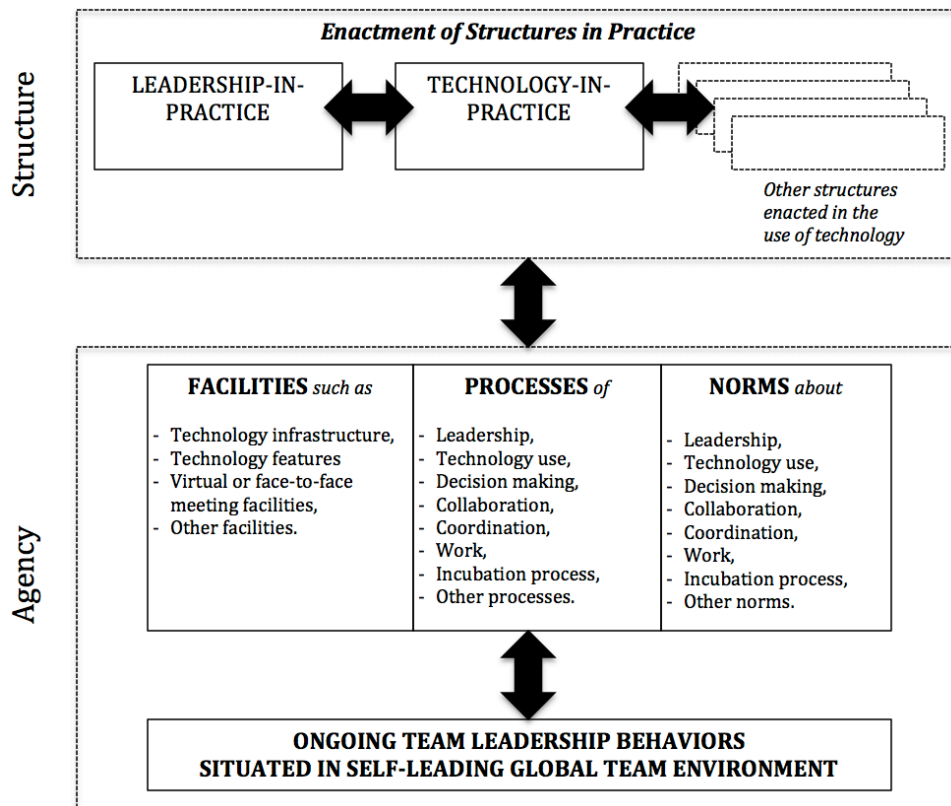 Structure
Enactment of Structures in Practice
LEADERSHIP-IN-
PRACTICE
TECHNOLOGY-IN-
PRACTICE
Other structures
enacted in the
use of technology
Agency
FACILITIES such as
- Technology infrastructure,
- Technology features
- Virtual or face-to-face
meeting facilities,
- Other facilities.
PROCESSES of
- Leadership,
- Technology use,
- Decision making,
- Collaboration,
- Coordination,
- Work,
- Incubation process,
- Other processes.
NORMS about
- Leadership,
- Technology use,
- Decision making,
- Collaboration,
- Coordination,
- Work,
- Incubation process,
- Other norms.
ONGOING TEAM LEADERSHIP BEHAVIORS
SITUATED IN SELF-LEADING GLOBAL TEAM ENVIRONMENT